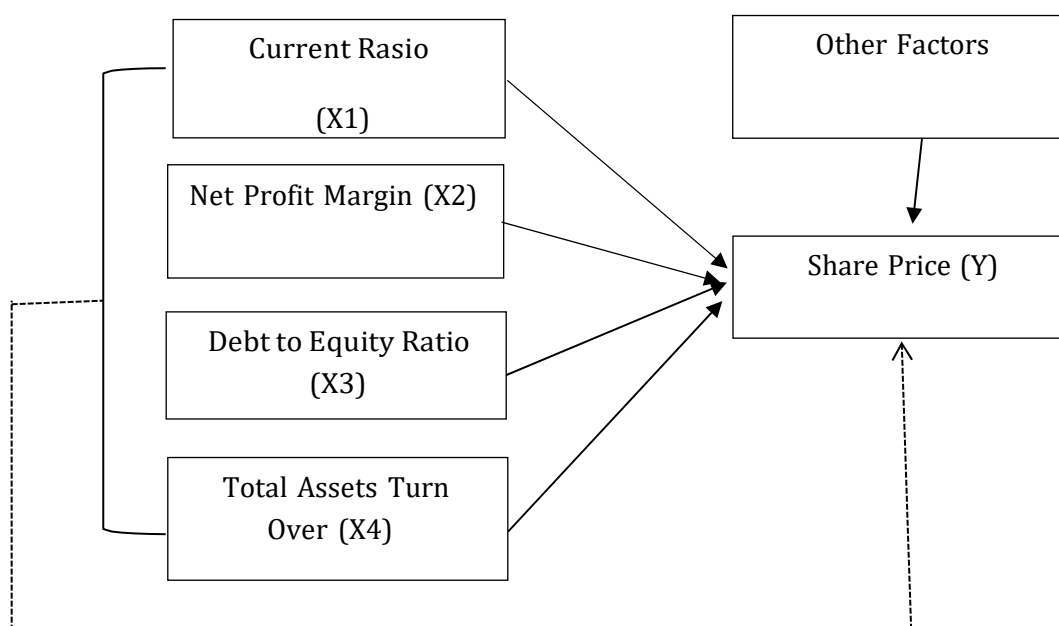 Current Rasio
(X1)
Other Factors
Net Profit Margin (X2)
Share Price (Y)
Debt to Equity Ratio
(X3)
Total Assets Turn
Over (X4)